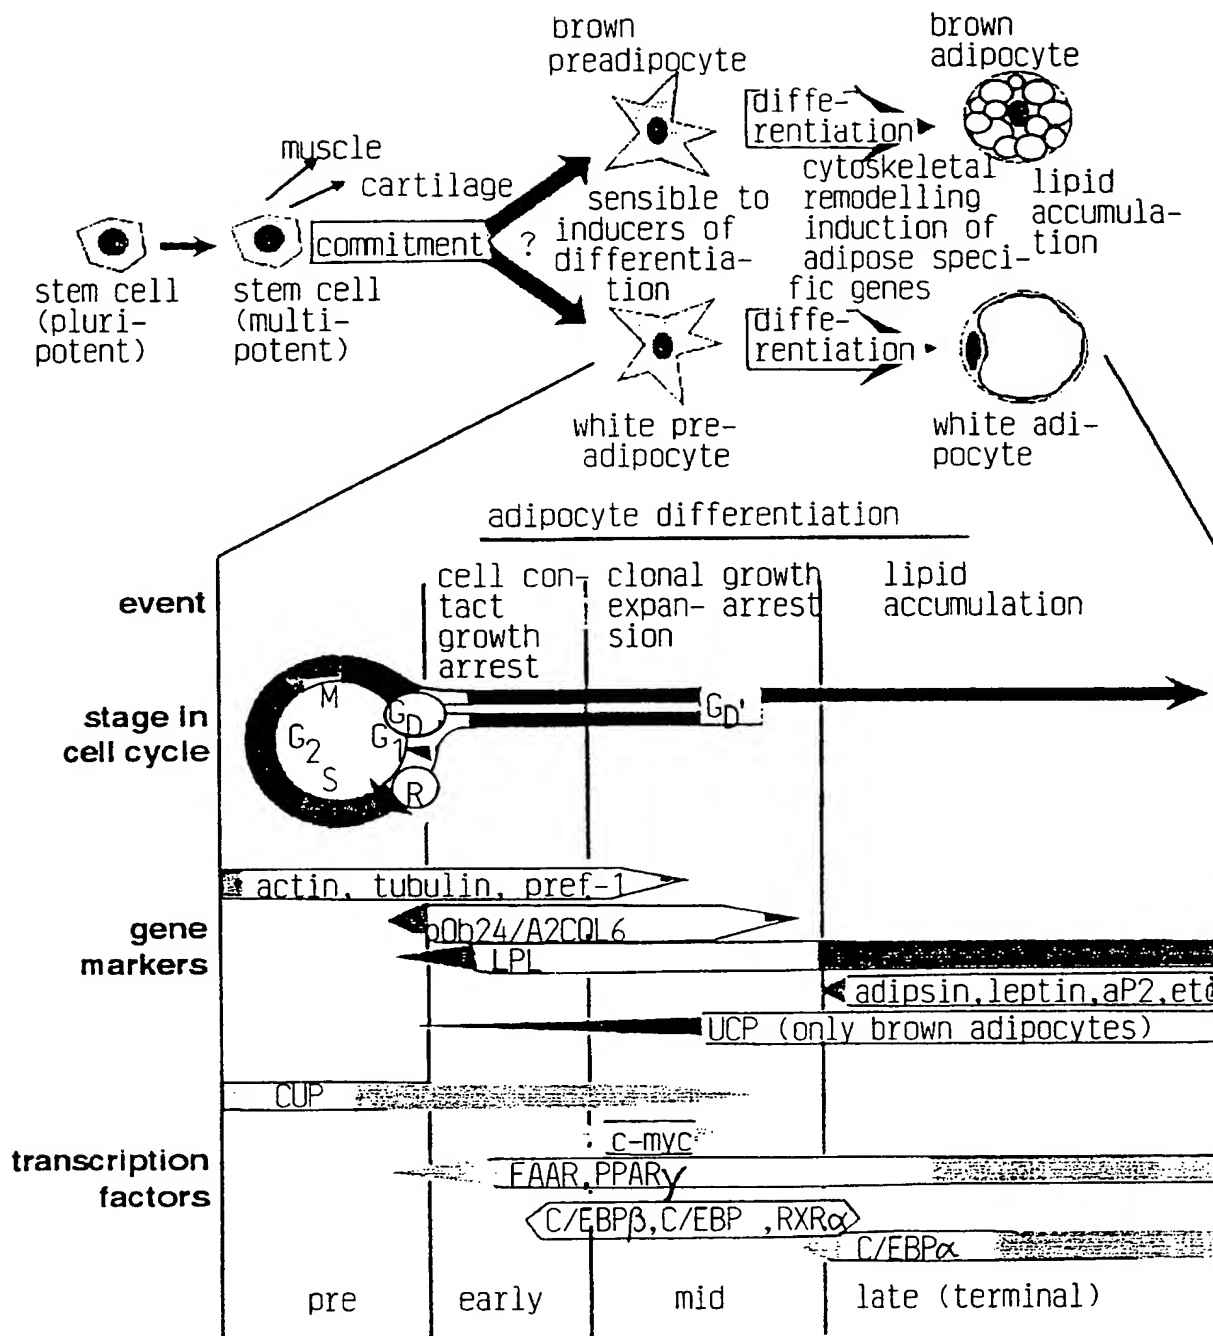 brown
preadipocyte
brown
adipocyte
diffe-
rentiation
muscle
cartilage
commitment
?
sensible to
inducers of
differentia-
tion
cytoskeletal
remodelling
induction of
adipose speci-
fic genes
lipid
accumula-
tion
stem cell
(pluri-
potent)
stem cell
(multi-
potent)
diffe-
rentiation
white pre-
adipocyte
white adi-
pocyte
adipocyte differentiation
event
cell con-
tact
growth
arrest
clonal growth
expan- arrest
sion
lipid
accumulation
stage in
cell cycle
M
G2
G1
S
GD
R
GD'
gene
markers
actin, tubulin, pref-1
pOb24/A2COL6
LPL
adipsin,leptin,aP2,etc
UCP (only brown adipocytes)
transcription
factors
CUP
c-myc
FAAR,PPARγ
C/EBPβ,C/EBP ,RXRα
C/EBPα
pre
early
mid
late (terminal)